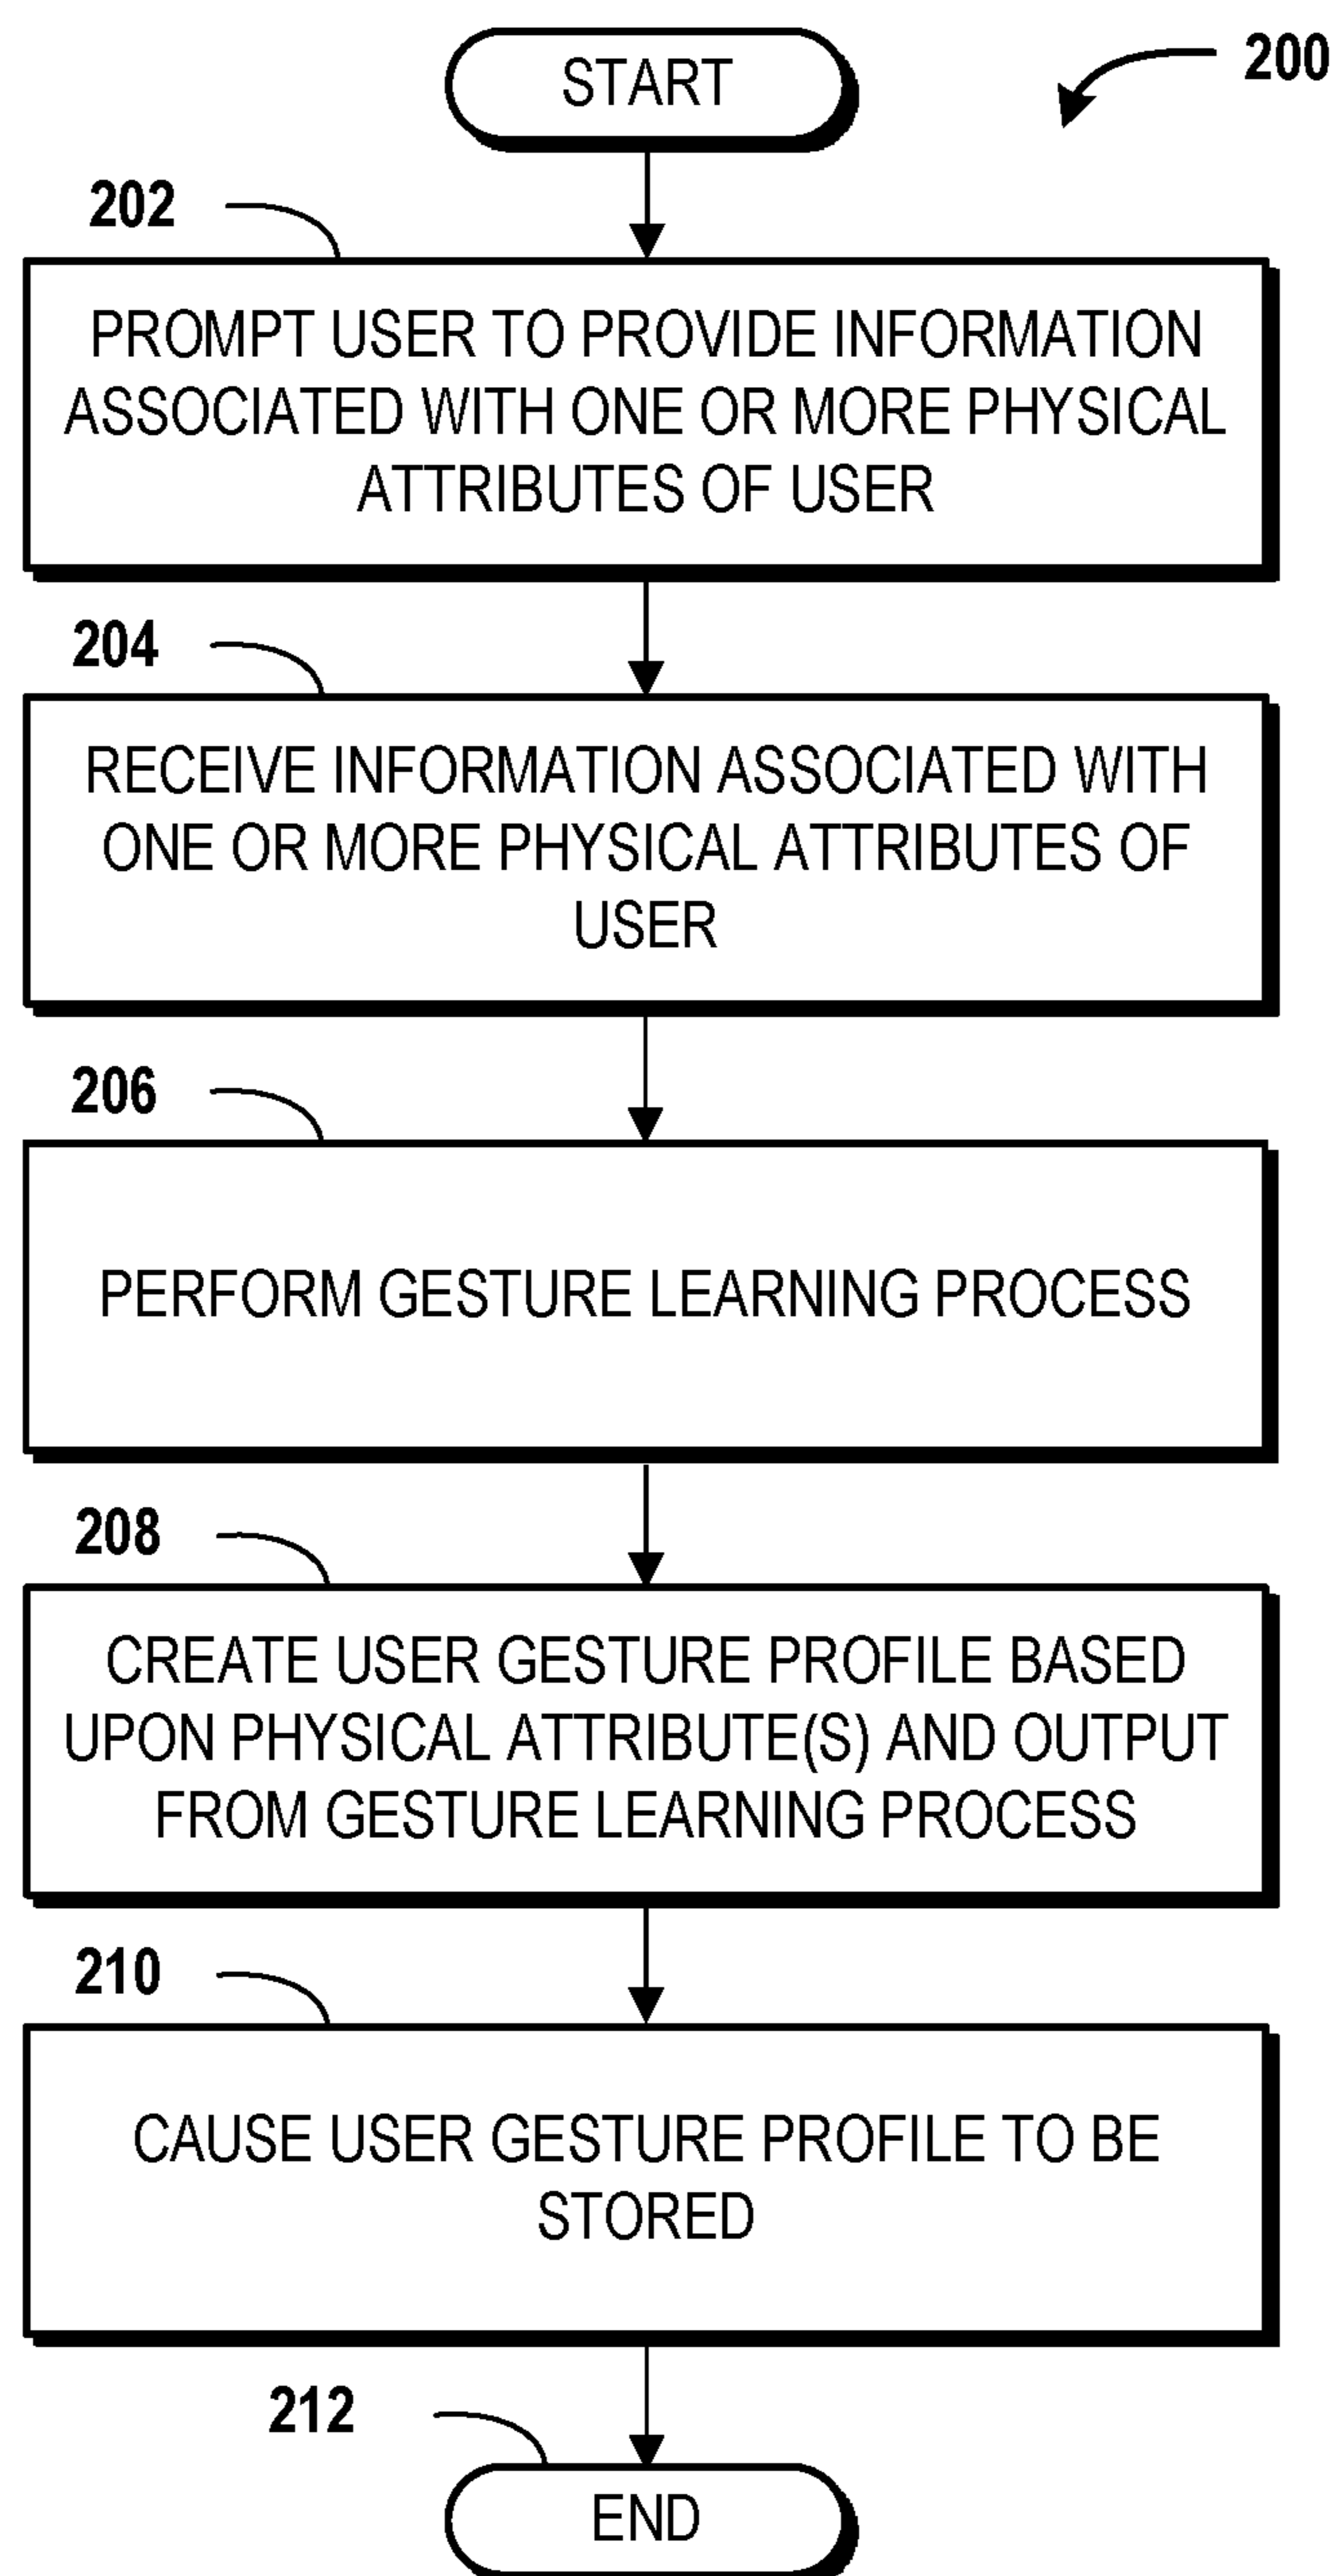 START
200
202
PROMPT USER TO PROVIDE INFORMATION
ASSOCIATED WITH ONE OR MORE PHYSICAL
ATTRIBUTES OF USER
204
RECEIVE INFORMATION ASSOCIATED WITH
ONE OR MORE PHYSICAL ATTRIBUTES OF
USER
206
PERFORM GESTURE LEARNING PROCESS
208
CREATE USER GESTURE PROFILE BASED
UPON PHYSICAL ATTRIBUTE(S) AND OUTPUT
FROM GESTURE LEARNING PROCESS
210
CAUSE USER GESTURE PROFILE TO BE
STORED
212
END